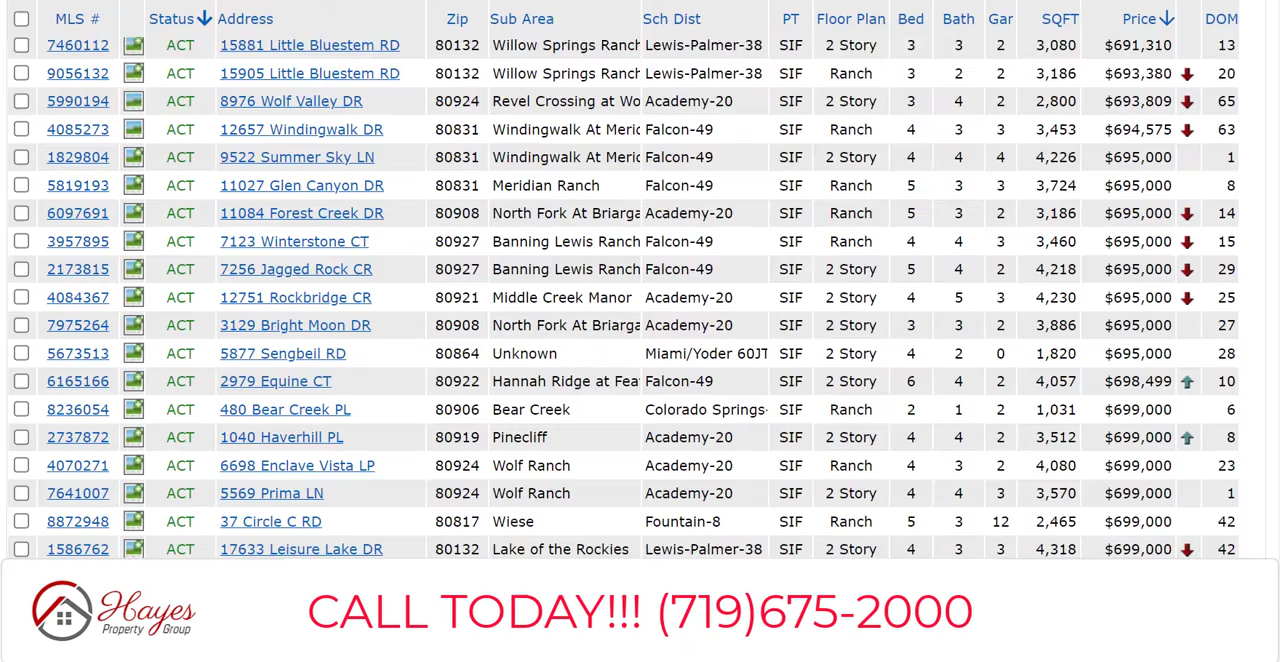 MLS # Status Address Zip Sub Area Sch Dist PT Floor Plan Bed Bath Gar SQFT Price DOM
7460112 ACT 15881 Little Bluestem RD 80132 Willow Springs Ranch Lewis-Palmer-38 SIF 2 Story 3 3 2 3,080 $691,310 13
9056132 ACT 15905 Little Bluestem RD 80132 Willow Springs Ranch Lewis-Palmer-38 SIF Ranch 3 2 2 3,186 $693,380 20
5990194 ACT 8976 Wolf Valley DR 80924 Revel Crossing at Wo Academy-20 SIF 2 Story 3 4 2 2,800 $693,809 65
4085273 ACT 12657 Windingwalk DR 80831 Windingwalk At Meric Falcon-49 SIF Ranch 4 3 3 3,453 $694,575 63
1829804 ACT 9522 Summer Sky LN 80831 Windingwalk At Meric Falcon-49 SIF 2 Story 4 4 4 4,226 $695,000 1
5819193 ACT 11027 Glen Canyon DR 80831 Meridian Ranch Falcon-49 SIF Ranch 5 3 3 3,724 $695,000 8
6097691 ACT 11084 Forest Creek DR 80908 North Fork At Briarga Academy-20 SIF Ranch 5 3 2 3,186 $695,000 14
3957895 ACT 7123 Winterstone CT 80927 Banning Lewis Ranch Falcon-49 SIF Ranch 4 4 3 3,460 $695,000 15
2173815 ACT 7256 Jagged Rock CR 80927 Banning Lewis Ranch Falcon-49 SIF 2 Story 5 4 2 4,218 $695,000 29
4084367 ACT 12751 Rockbridge CR 80921 Middle Creek Manor Academy-20 SIF 2 Story 4 5 3 4,230 $695,000 25
7975264 ACT 3129 Bright Moon DR 80908 North Fork At Briarga Academy-20 SIF 2 Story 3 3 2 3,886 $695,000 27
5673513 ACT 5877 Sengbeil RD 80864 Unknown Miami/Yoder 60JT SIF 2 Story 4 2 0 1,820 $695,000 28
6165166 ACT 2979 Equine CT 80922 Hannah Ridge at Fea Falcon-49 SIF 2 Story 6 4 2 4,057 $698,499 10
8236054 ACT 480 Bear Creek PL 80906 Bear Creek Colorado Springs- SIF Ranch 2 1 2 1,031 $699,000 6
2737872 ACT 1040 Haverhill PL 80919 Pinecliff Academy-20 SIF 2 Story 4 4 2 3,512 $699,000 8
4070271 ACT 6698 Enclave Vista LP 80924 Wolf Ranch Academy-20 SIF Ranch 4 3 2 4,080 $699,000 23
7641007 ACT 5569 Prima LN 80924 Wolf Ranch Academy-20 SIF 2 Story 4 4 3 3,570 $699,000 1
8872948 ACT 37 Circle C RD 80817 Wiese Fountain-8 SIF Ranch 5 3 12 2,465 $699,000 42
1586762 ACT 17633 Leisure Lake DR 80132 Lake of the Rockies Lewis-Palmer-38 SIF 2 Story 4 3 3 4,318 $699,000 42
Hayes
Property Group
CALL TODAY!!! (719)675-2000